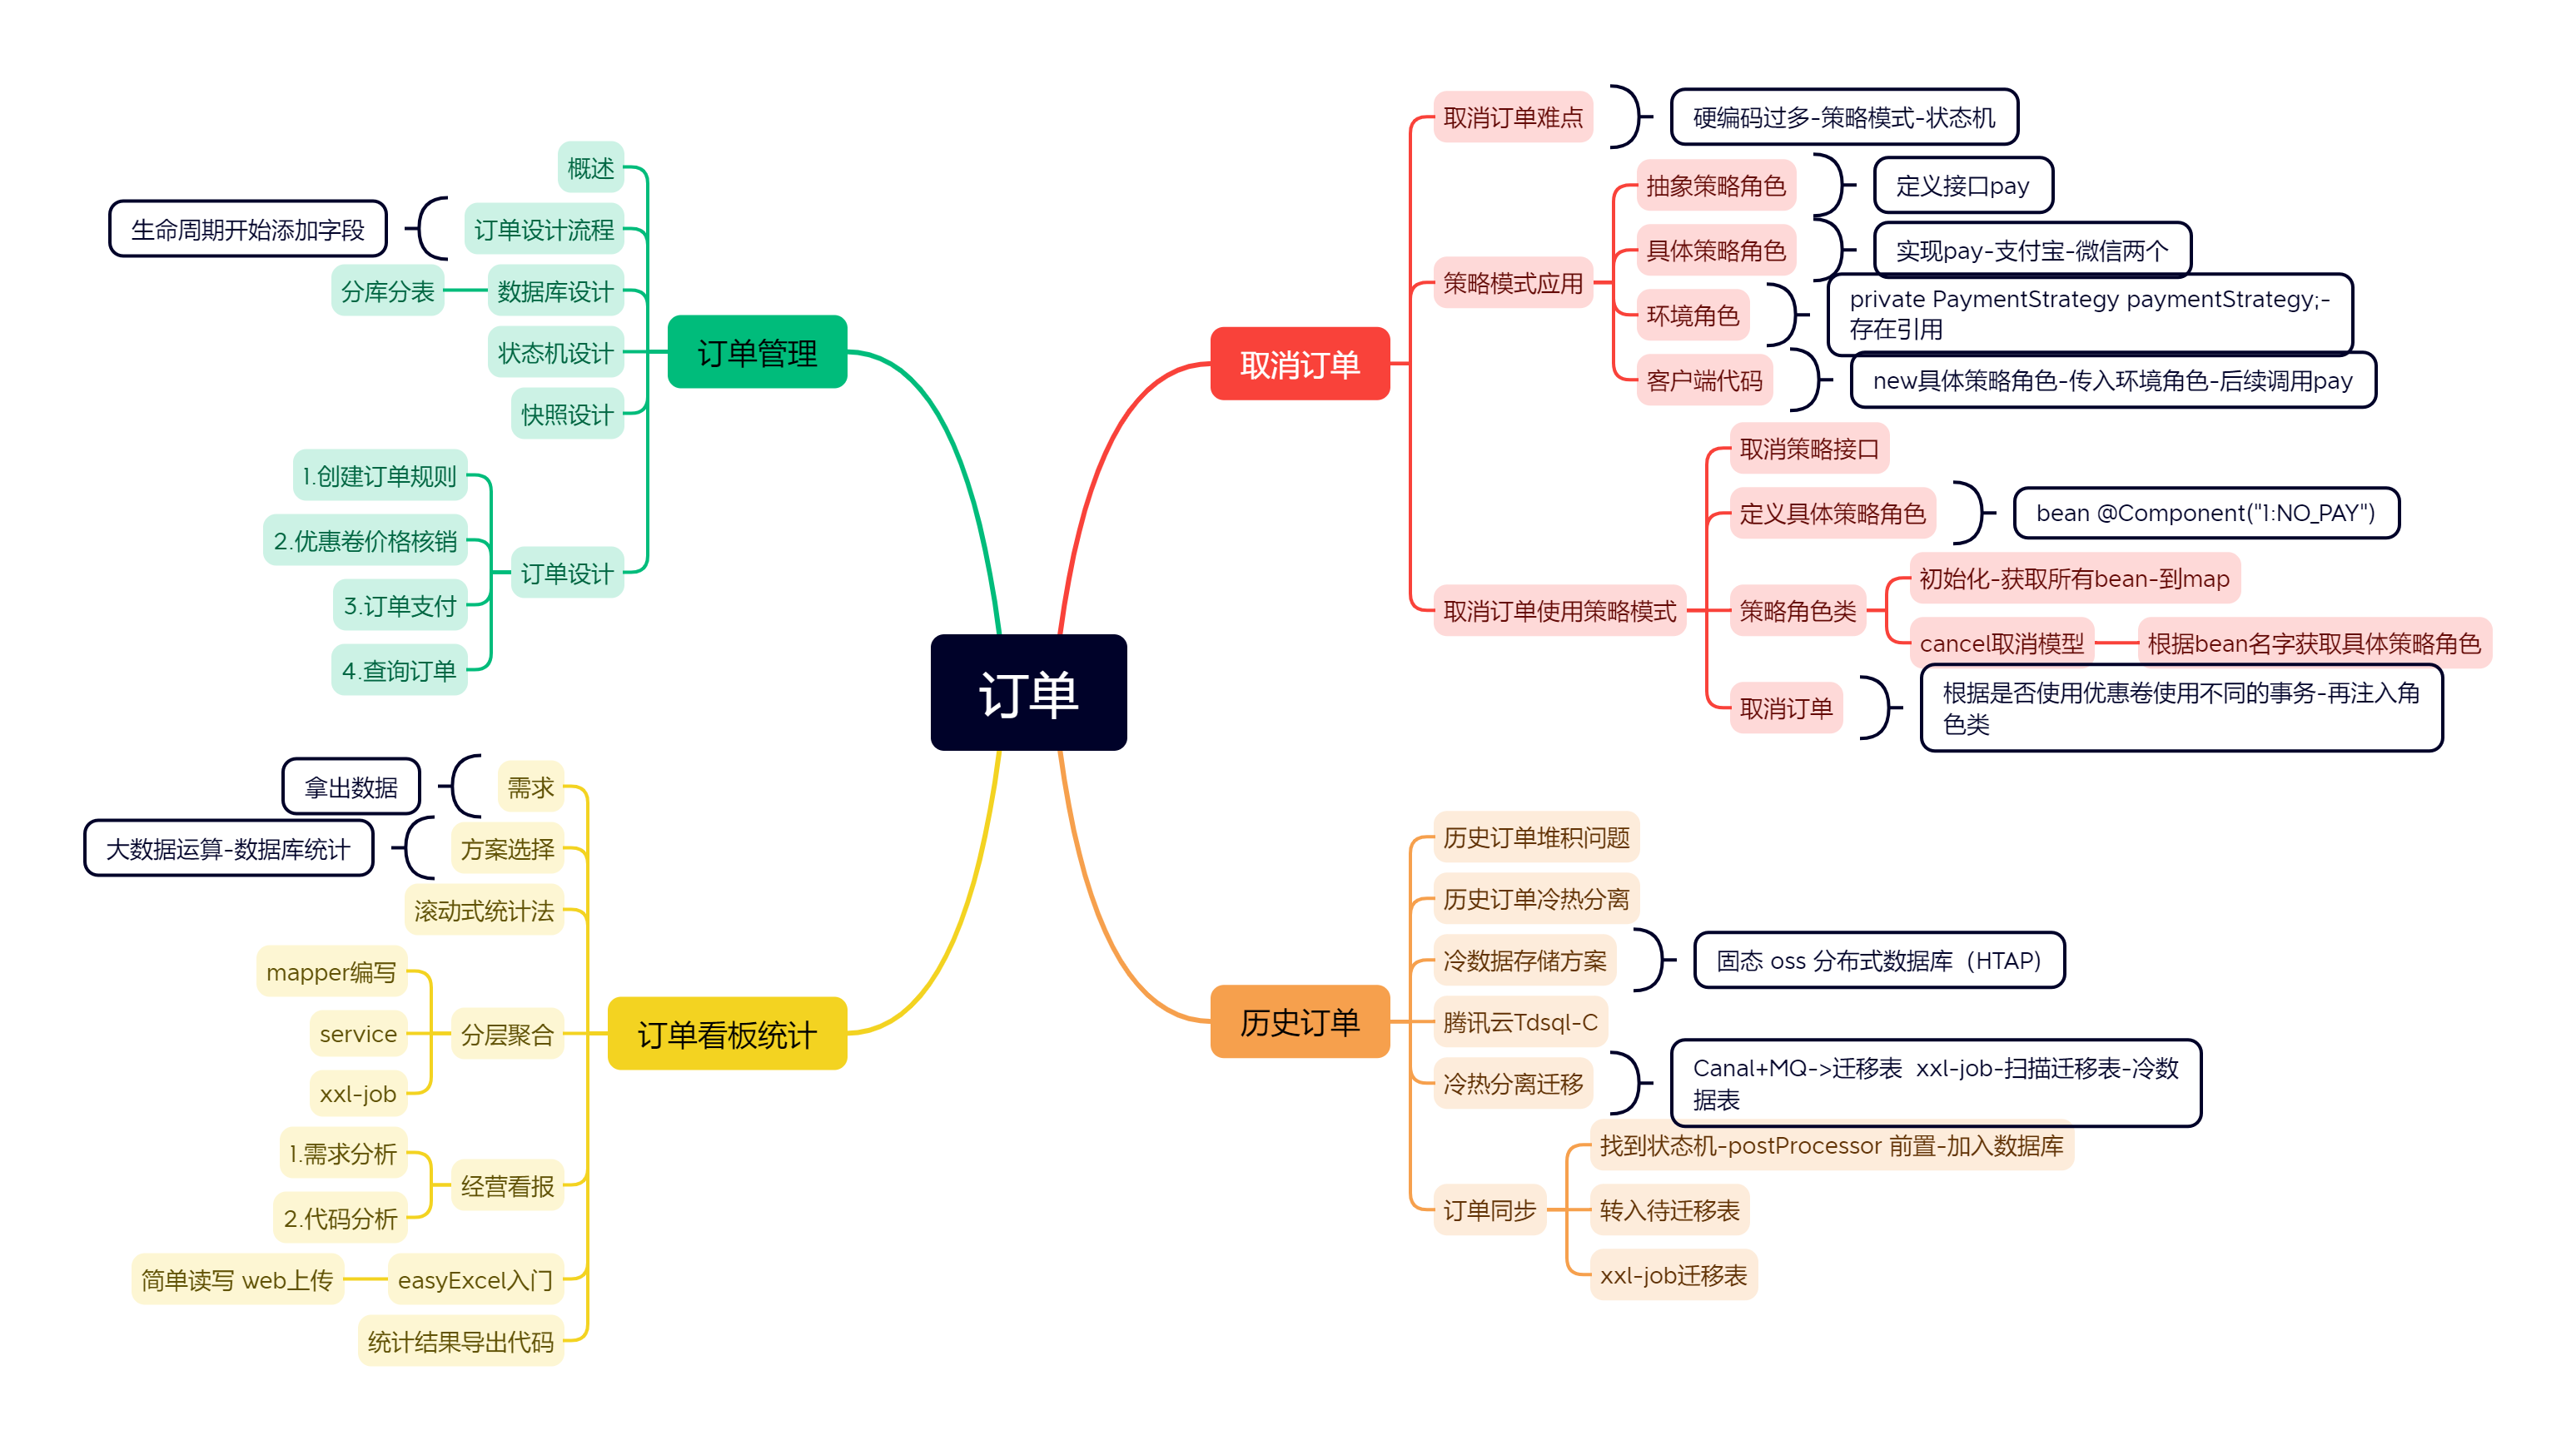 订单
订单管理
概述
订单设计流程
生命周期开始添加字段
数据库设计
分库分表
状态机设计
快照设计
订单设计
1.创建订单规则
2.优惠卷价格核销
3.订单支付
4.查询订单
取消订单
取消订单难点
硬编码过多-策略模式-状态机
策略模式应用
抽象策略角色
定义接口pay
具体策略角色
实现pay-支付宝-微信两个
环境角色
private PaymentStrategy paymentStrategy;-
存在引用
客户端代码
new具体策略角色-传入环境角色-后续调用pay
取消订单使用策略模式
取消策略接口
定义具体策略角色
bean @Component("1:NO_PAY")
策略角色类
初始化-获取所有bean-到map
cancel取消模型
根据bean名字获取具体策略角色
取消订单
根据是否使用优惠卷使用不同的事务-再注入角
色类
订单看板统计
需求
拿出数据
方案选择
大数据运算-数据库统计
滚动式统计法
分层聚合
mapper编写
service
xxl-job
经营看报
1.需求分析
2.代码分析
easyExcel入门
简单读写 web上传
统计结果导出代码
历史订单
历史订单堆积问题
历史订单冷热分离
冷数据存储方案
固态 oss 分布式数据库（HTAP）
腾讯云Tdsql-C
冷热分离迁移
Canal+MQ->迁移表  xxl-job-扫描迁移表-冷数
据表
订单同步
找到状态机-postProcessor 前置-加入数据库
转入待迁移表
xxl-job迁移表